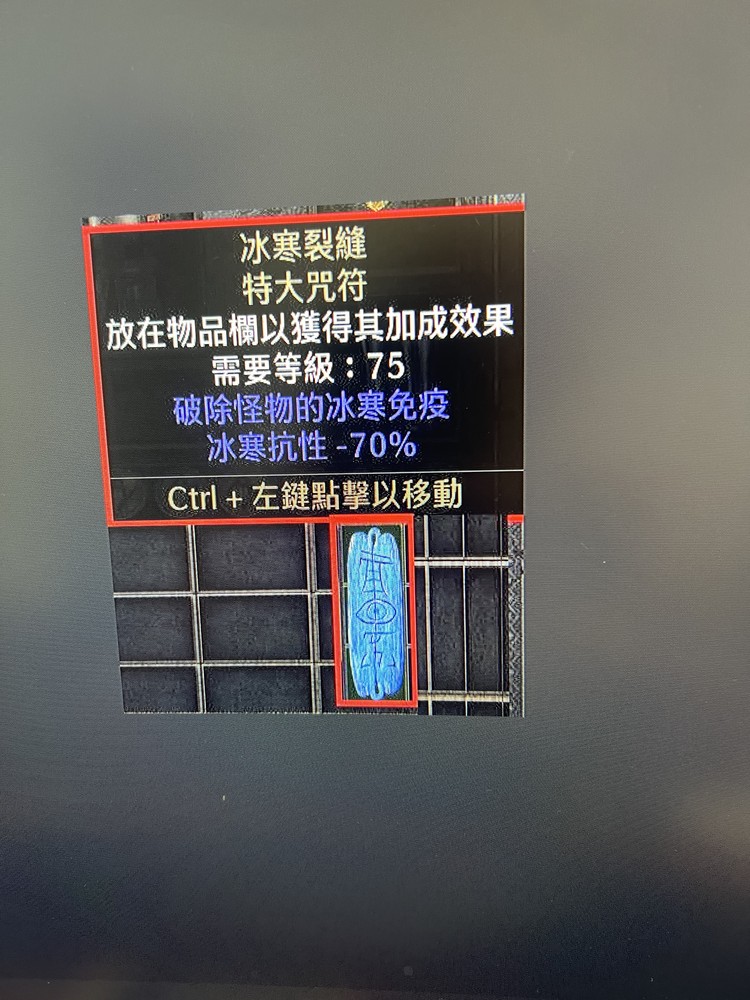 冰寒裂縫
特大咒符
放在物品欄以獲得其加成效果
需要等級：75
破除怪物的冰寒免疫
冰寒抗性 -70%
Ctrl + 左鍵點擊以移動